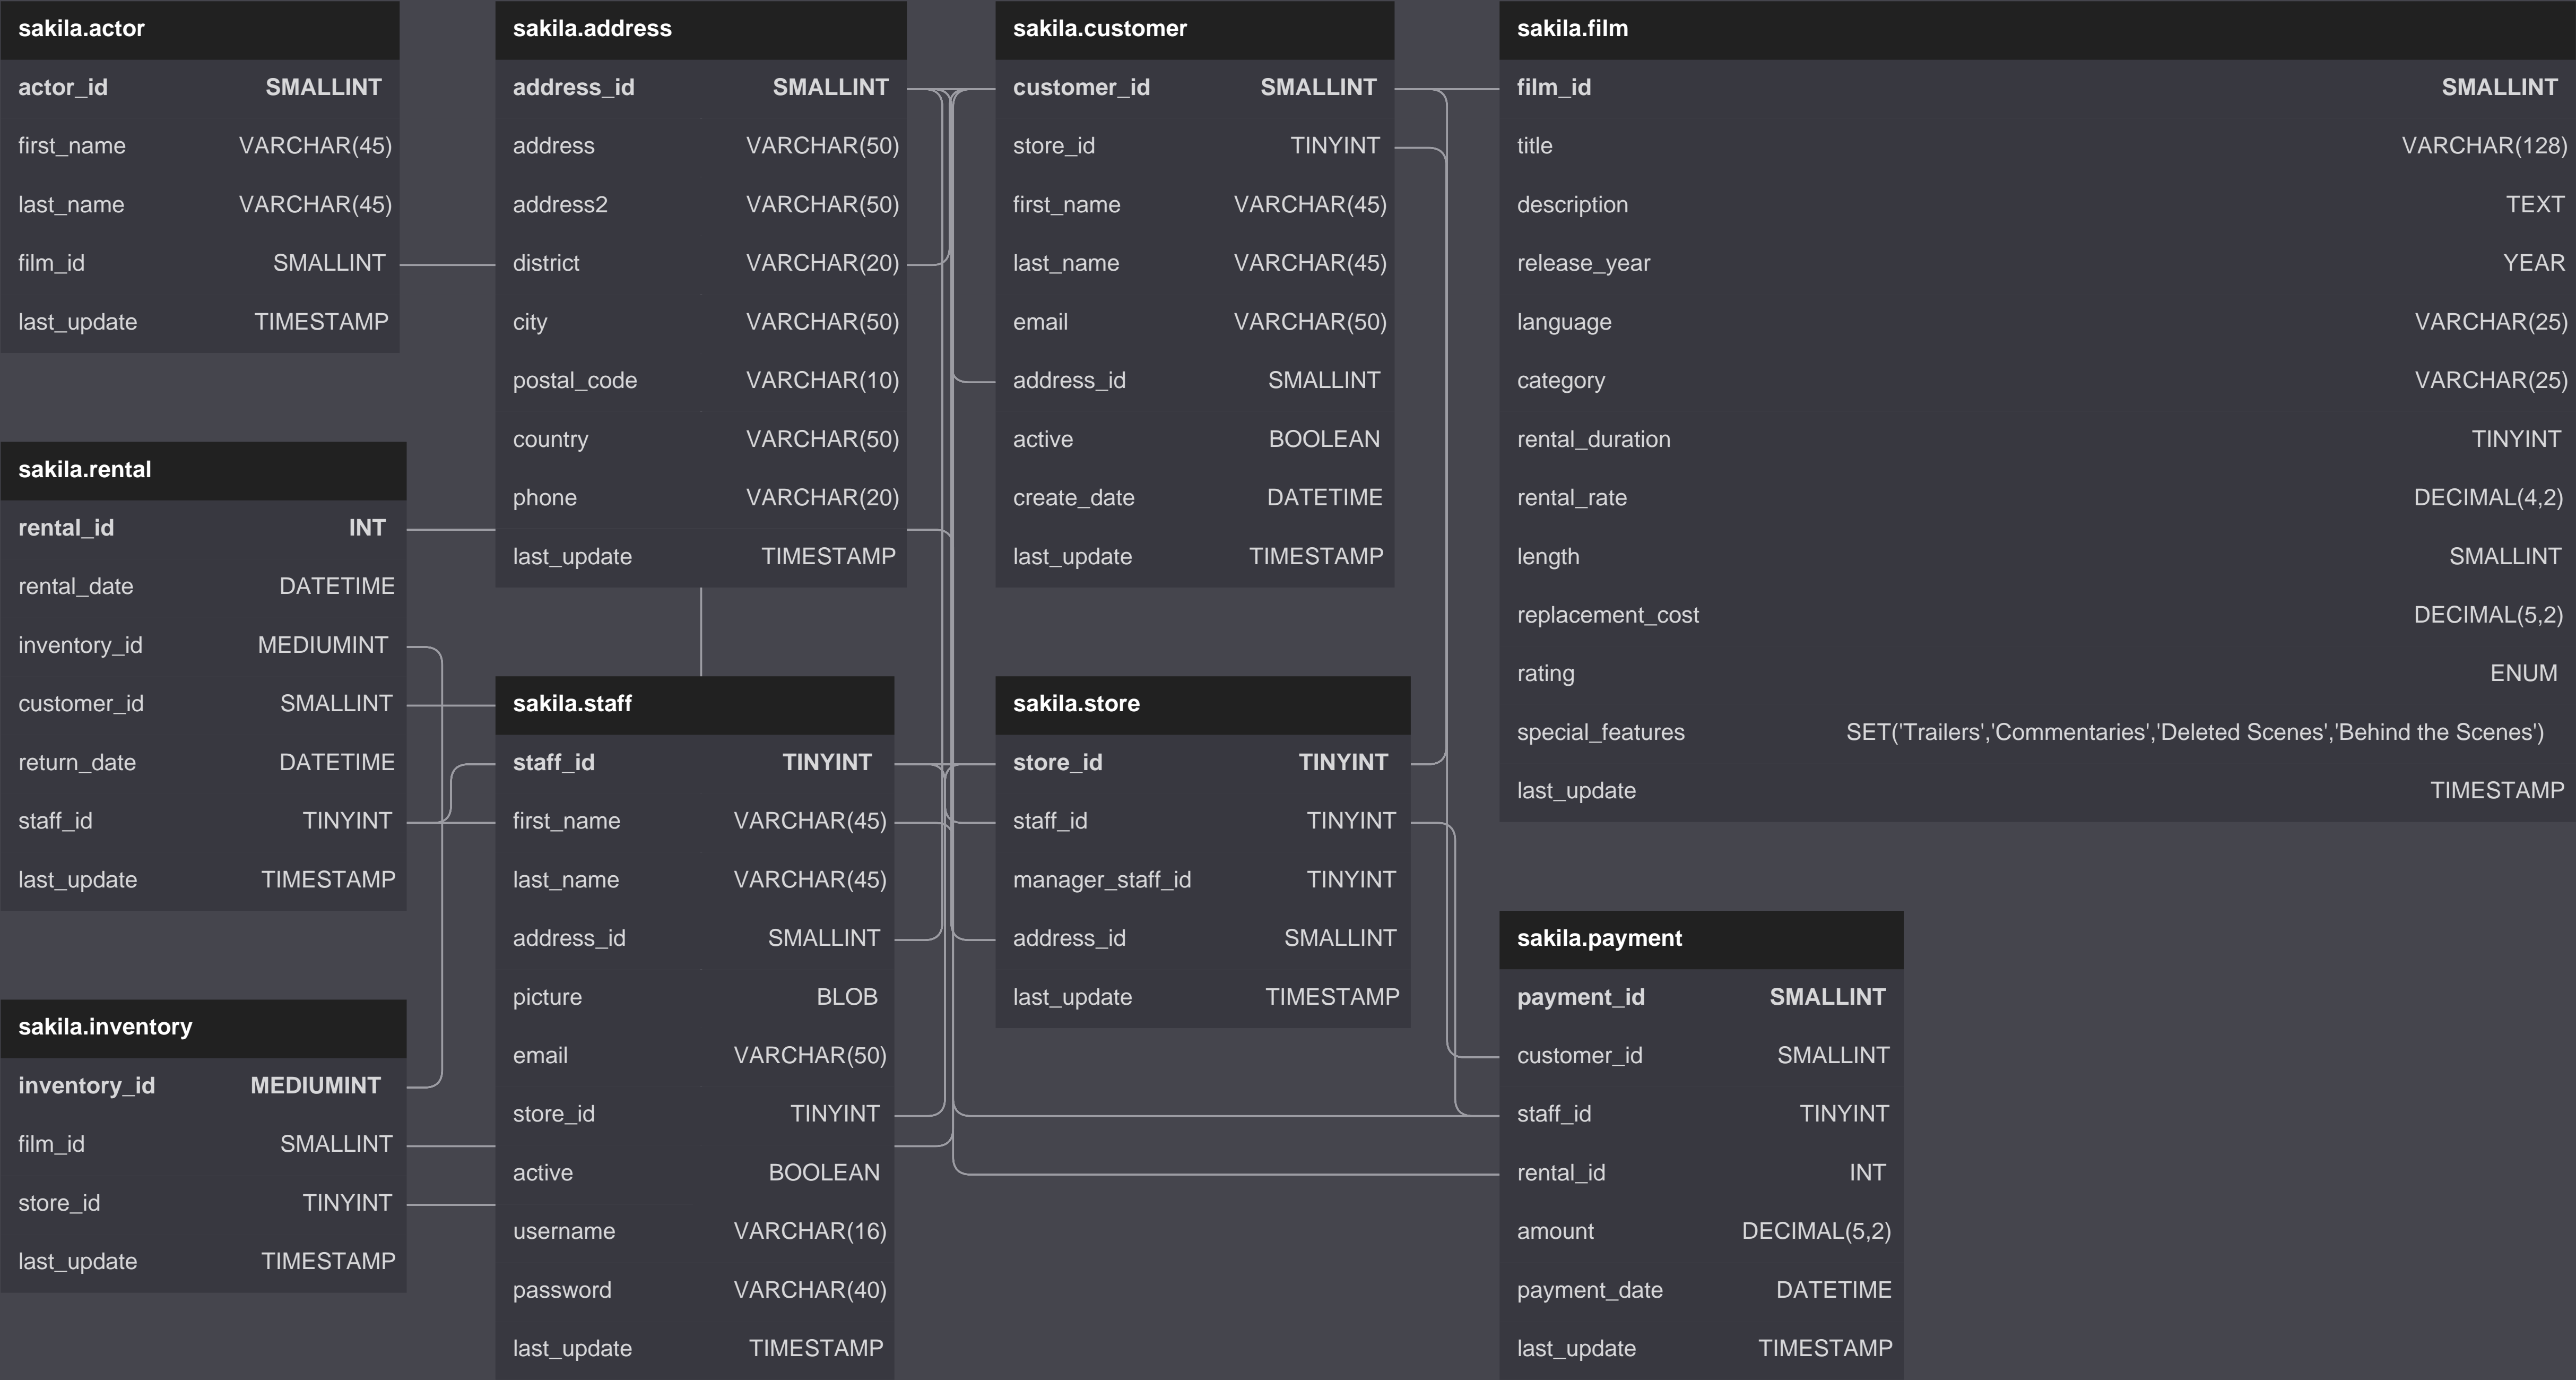 sakila.actor
actor_id SMALLINT
first_name VARCHAR(45)
last_name VARCHAR(45)
film_id SMALLINT
last_update TIMESTAMP
sakila.address
address_id SMALLINT
address VARCHAR(50)
address2 VARCHAR(50)
district VARCHAR(20)
city VARCHAR(50)
postal_code VARCHAR(10)
country VARCHAR(50)
phone VARCHAR(20)
last_update TIMESTAMP
sakila.customer
customer_id SMALLINT
store_id TINYINT
first_name VARCHAR(45)
last_name VARCHAR(45)
email VARCHAR(50)
address_id SMALLINT
active BOOLEAN
create_date DATETIME
last_update TIMESTAMP
sakila.film
film_id SMALLINT
title VARCHAR(128)
description TEXT
release_year YEAR
language VARCHAR(25)
category VARCHAR(25)
rental_duration TINYINT
rental_rate DECIMAL(4,2)
length SMALLINT
replacement_cost DECIMAL(5,2)
rating ENUM
special_features SET('Trailers','Commentaries','Deleted Scenes','Behind the Scenes')
last_update TIMESTAMP
sakila.rental
rental_id INT
rental_date DATETIME
inventory_id MEDIUMINT
customer_id SMALLINT
return_date DATETIME
staff_id TINYINT
last_update TIMESTAMP
sakila.staff
staff_id TINYINT
first_name VARCHAR(45)
last_name VARCHAR(45)
address_id SMALLINT
picture BLOB
email VARCHAR(50)
store_id TINYINT
active BOOLEAN
username VARCHAR(16)
password VARCHAR(40)
last_update TIMESTAMP
sakila.store
store_id TINYINT
staff_id TINYINT
manager_staff_id TINYINT
address_id SMALLINT
last_update TIMESTAMP
sakila.payment
payment_id SMALLINT
customer_id SMALLINT
staff_id TINYINT
rental_id INT
amount DECIMAL(5,2)
payment_date DATETIME
last_update TIMESTAMP
sakila.inventory
inventory_id MEDIUMINT
film_id SMALLINT
store_id TINYINT
last_update TIMESTAMP